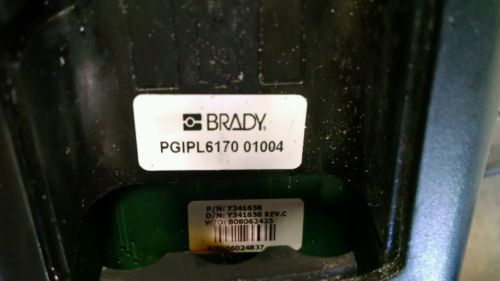 BRADY.
PGIPL6170 01004
P/N: Y341656
D/N: Y341656 REV.C
W/O: B08062425